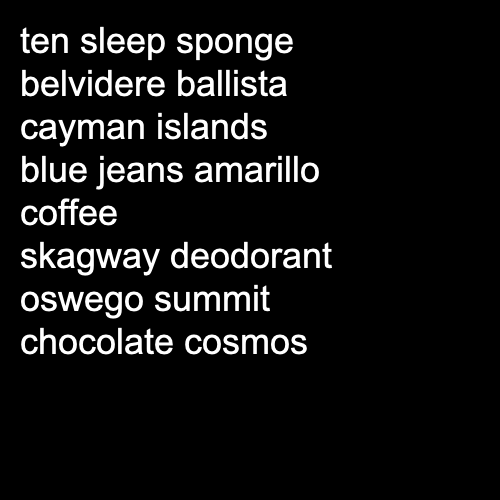 ten sleep sponge
belvidere ballista
cayman islands
blue jeans amarillo
coffee
skagway deodorant
oswego summit
chocolate cosmos